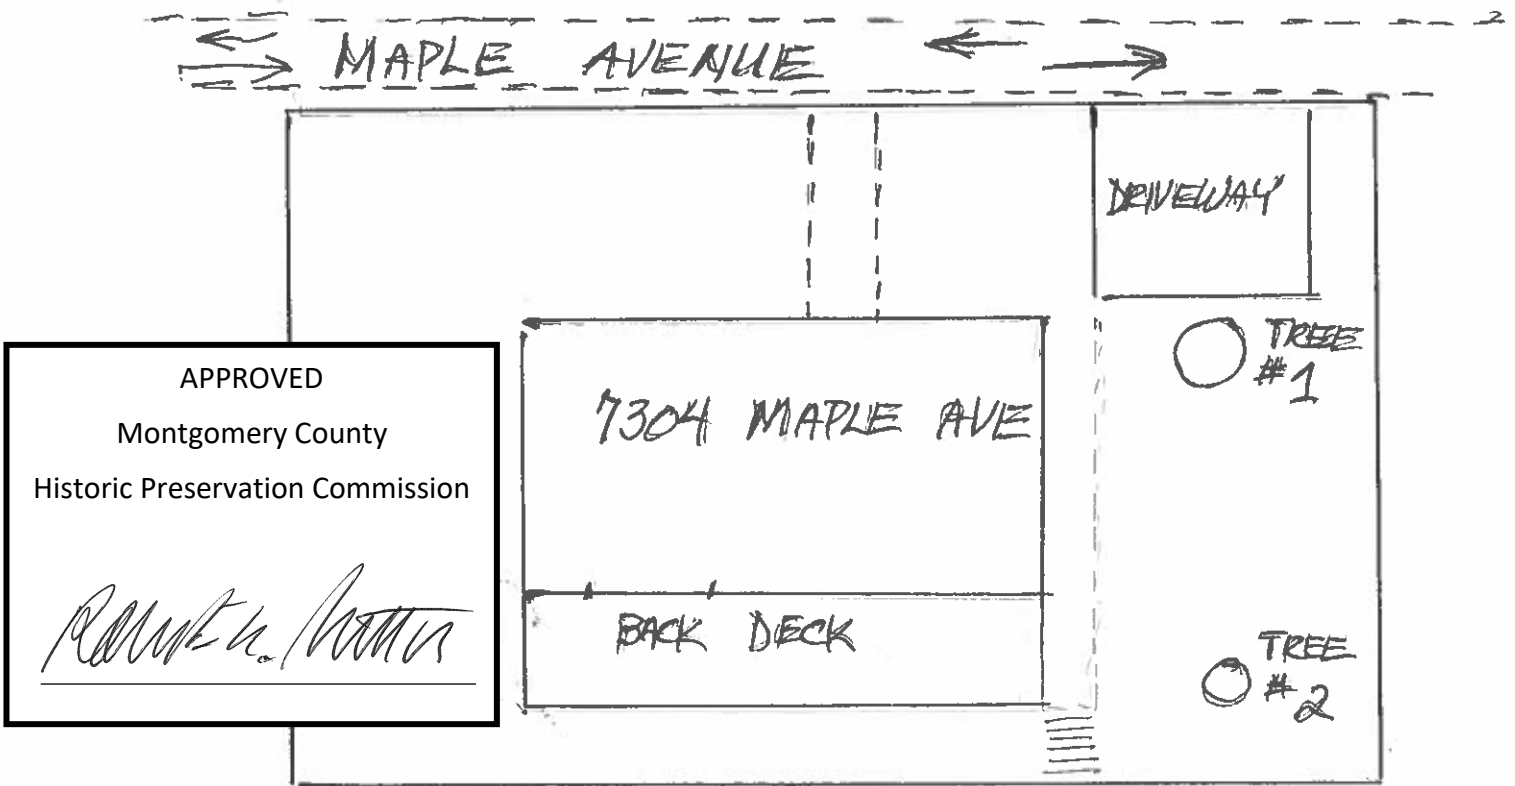 MAPLE AVENUE
DRIVEWAY
TREE
#1
7304 MAPLE AVE
BACK DECK
TREE
#2
APPROVED
Montgomery County
Historic Preservation Commission